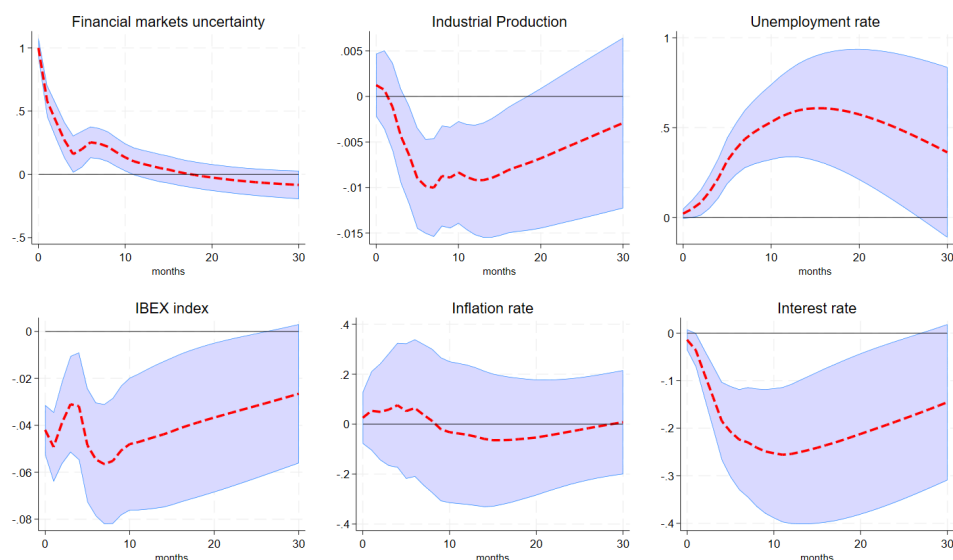 Financial markets uncertainty
1
.5
0
-.5
0 10 20 30
months
Industrial Production
.005
0
-.005
-.01
-.015
0 10 20 30
months
Unemployment rate
1
.5
0
0 10 20 30
months
IBEX index
0
-.02
-.04
-.06
-.08
0 10 20 30
months
Inflation rate
.4
.2
0
-.2
-.4
0 10 20 30
months
Interest rate
0
-.1
-.2
-.3
-.4
0 10 20 30
months